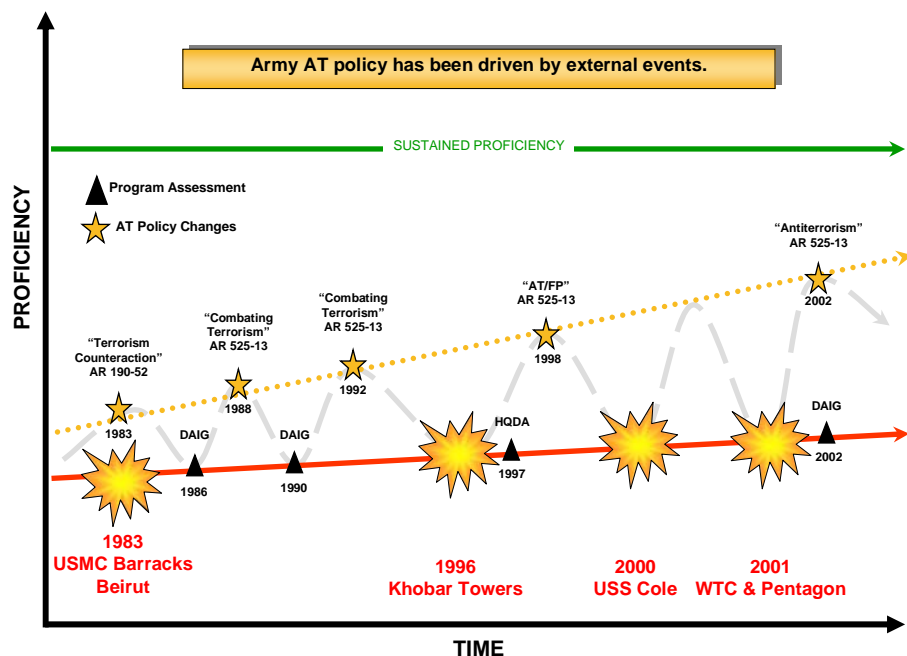 Army AT policy has been driven by external events.
SUSTAINED PROFICIENCY
Program Assessment
AT Policy Changes
PROFICIENCY
“Terrorism
Counteraction”
AR 190-52
1983
“Combating
Terrorism”
AR 525-13
1988
“Combating
Terrorism”
AR 525-13
1992
“AT/FP”
AR 525-13
1998
“Antiterrorism”
AR 525-13
2002
DAIG
1986
DAIG
1990
HQDA
1997
DAIG
2002
1983
USMC Barracks
Beirut
1996
Khobar Towers
2000
USS Cole
2001
WTC & Pentagon
TIME